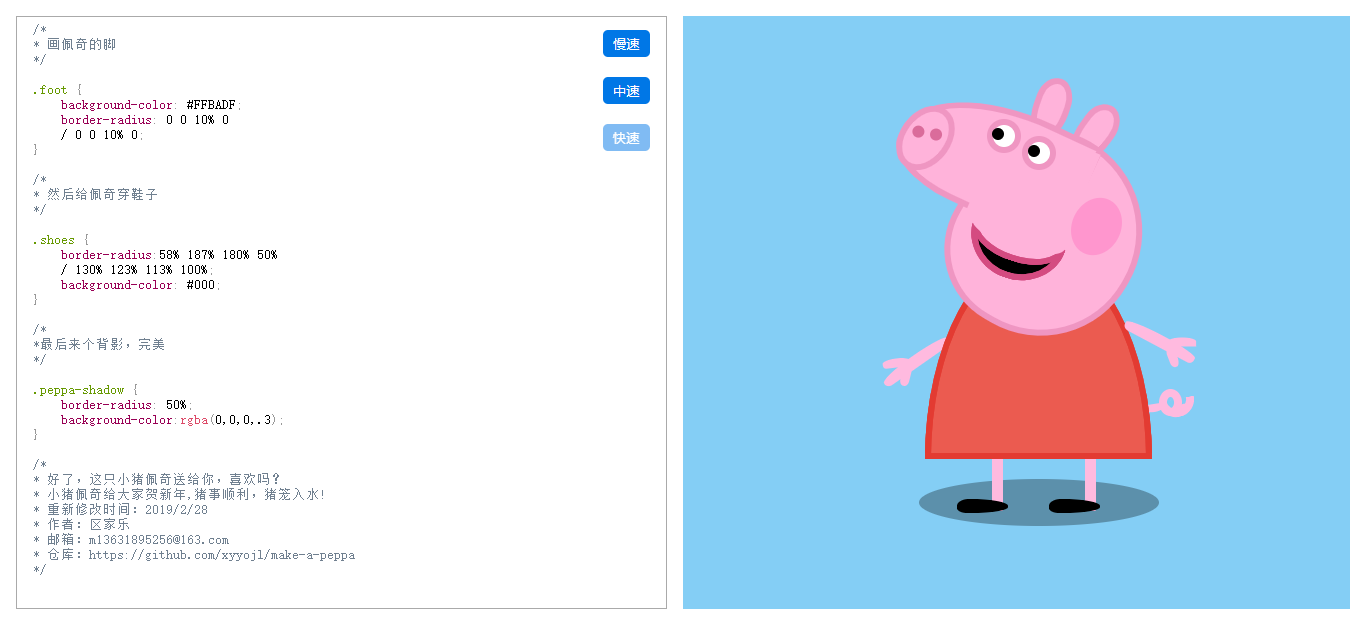 /*
* 画佩奇的脚
*/
.foot {
background-color: #FFBADF;
border-radius: 0 0 10% 0
/ 0 0 10% 0;
}
/*
* 然后给佩奇穿鞋子
*/
.shoes {
border-radius:58% 187% 180% 50%
/ 130% 123% 113% 100%;
background-color: #000;
}
/*
*最后来个背影，完美
*/
.peppa-shadow {
border-radius: 50%;
background-color:rgba(0,0,0,.3);
}
/*
* 好了，这只小猪佩奇送给你，喜欢吗？
* 小猪佩奇给大家贺新年,猪事顺利，猪笼入水!
* 重新修改时间：2019/2/28
* 作者：区家乐
* 邮箱：m13631895256@163.com
* 仓库：https://github.com/xyyojl/make-a-peppa
*/
慢速
中速
快速